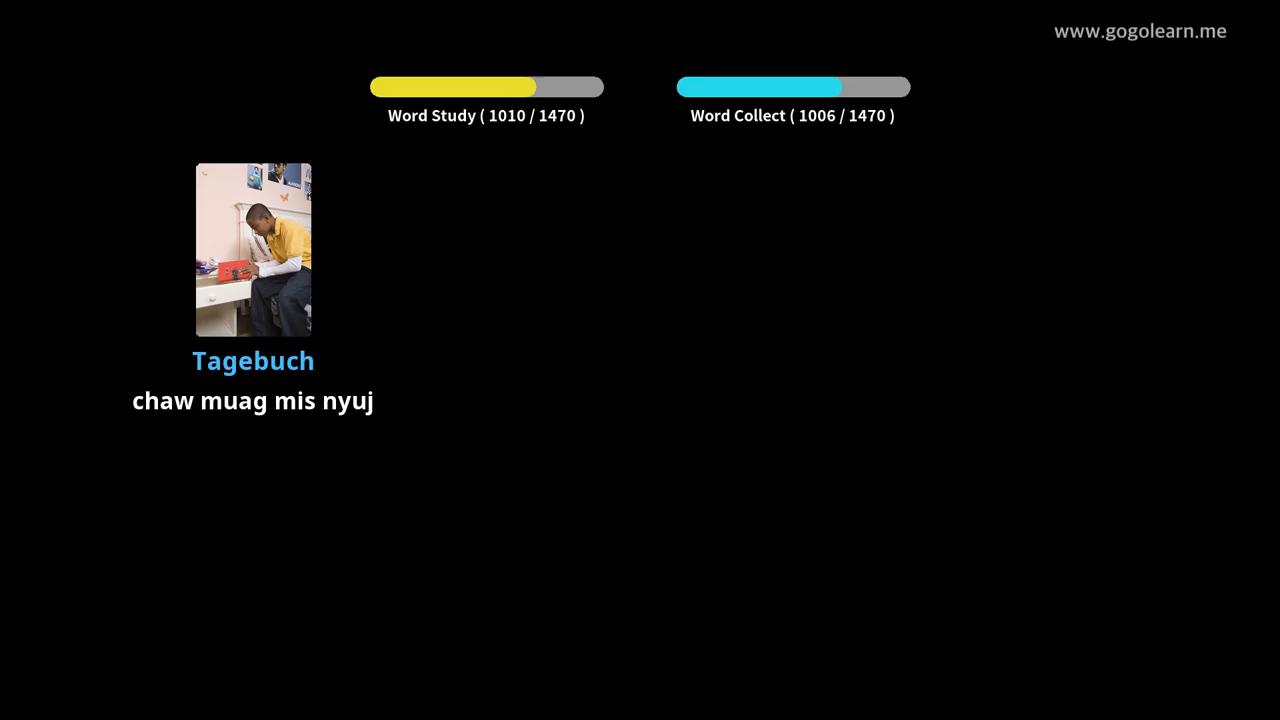 www.gogolearn.me
Word Study ( 1010 / 1470 )
Word Collect ( 1006 / 1470 )
Tagebuch
chaw muag mis nyuj